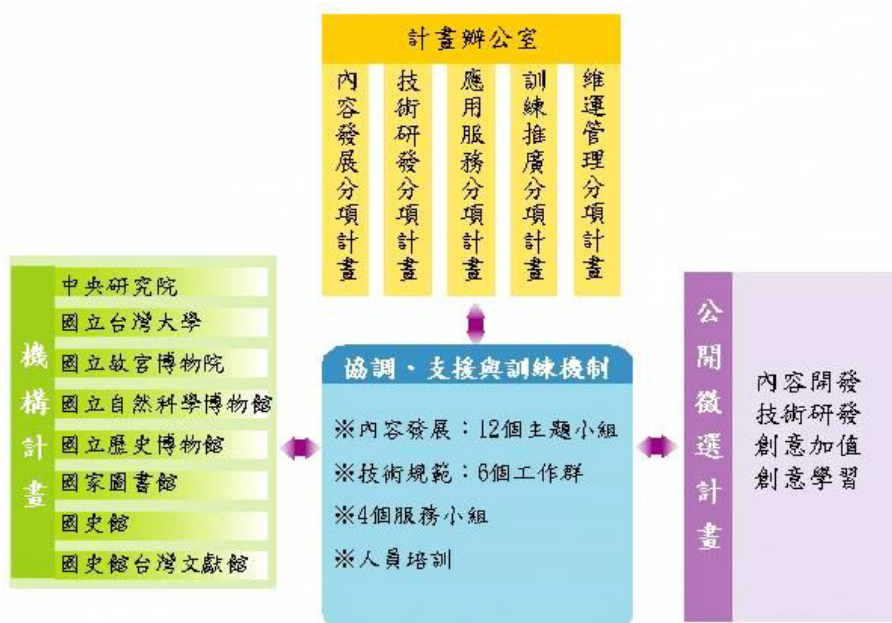 計畫辦公室
內容發展分項計畫
技術研發分項計畫
應用服務分項計畫
訓練推廣分項計畫
維運管理分項計畫
機構計畫
中央研究院
國立台灣大學
國立故宮博物院
國立自然科學博物館
國立歷史博物館
國家圖書館
國史館
國史館台灣文獻館
協調、支援與訓練機制
※內容發展：12個主題小組
※技術規範：6個工作群
※4個服務小組
※人員培訓
公開徵選計畫
內容開發
技術研發
創意加值
創意學習